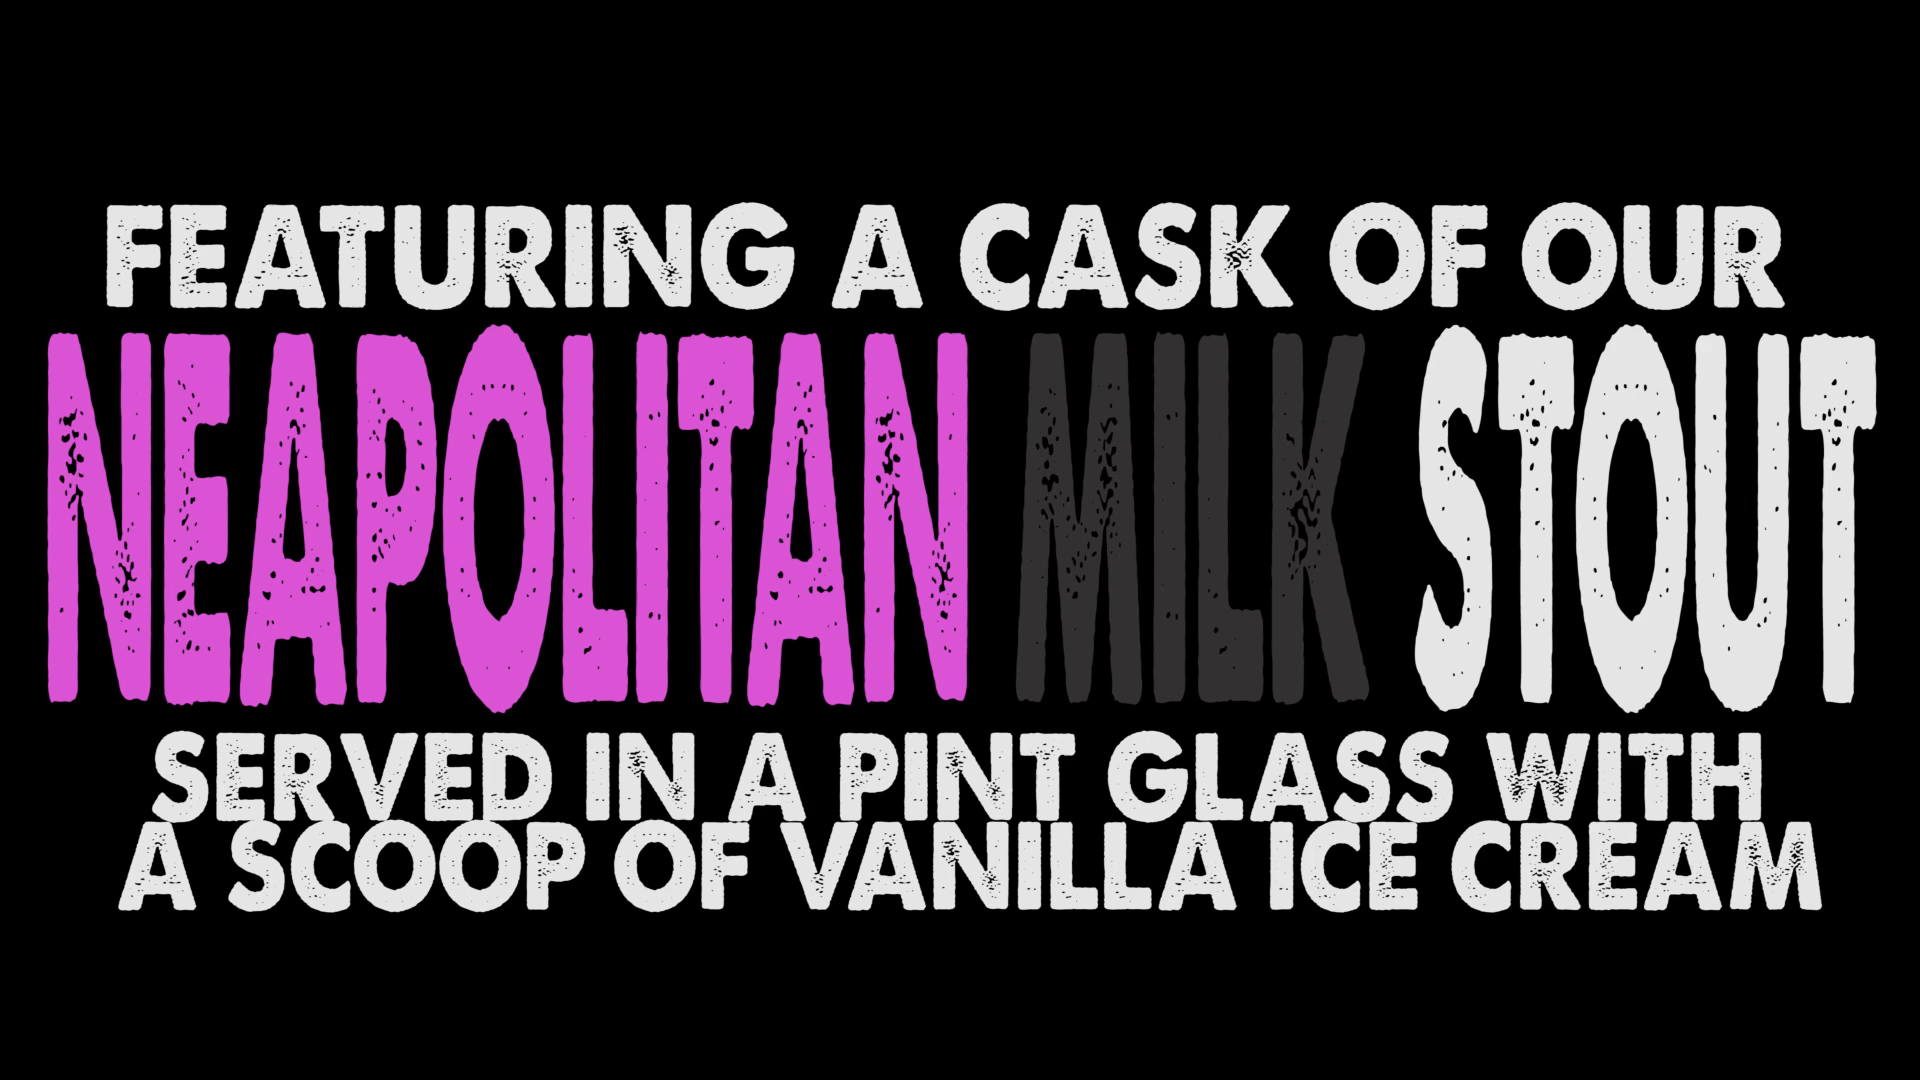 FEATURING A CASK OF OUR
NEAPOLITAN MILK STOUT
SERVED IN A PINT GLASS WITH
A SCOOP OF VANILLA ICE CREAM